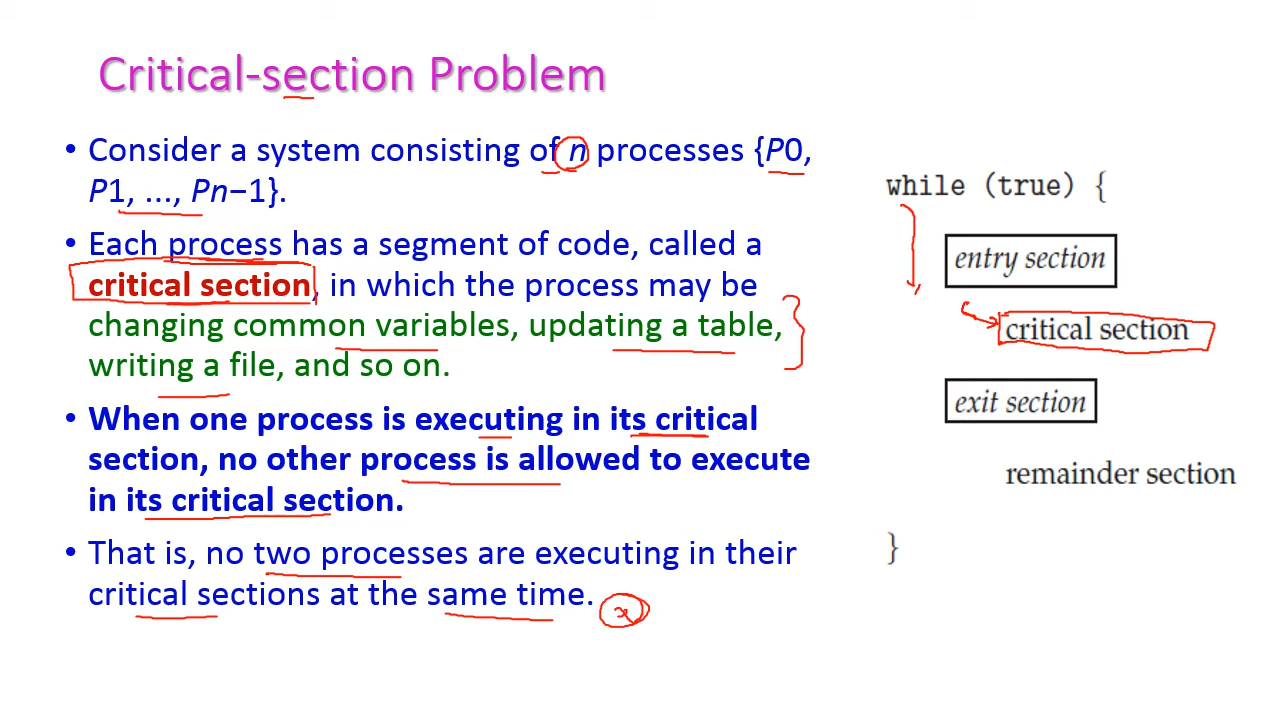 Critical-section Problem
• Consider a system consisting of n processes {P0,
P1, ..., Pn−1}.
• Each process has a segment of code, called a
critical section, in which the process may be
changing common variables, updating a table,
writing a file, and so on.
• When one process is executing in its critical
section, no other process is allowed to execute
in its critical section.
• That is, no two processes are executing in their
critical sections at the same time.
while (true) {
entry section
critical section
exit section
remainder section
}